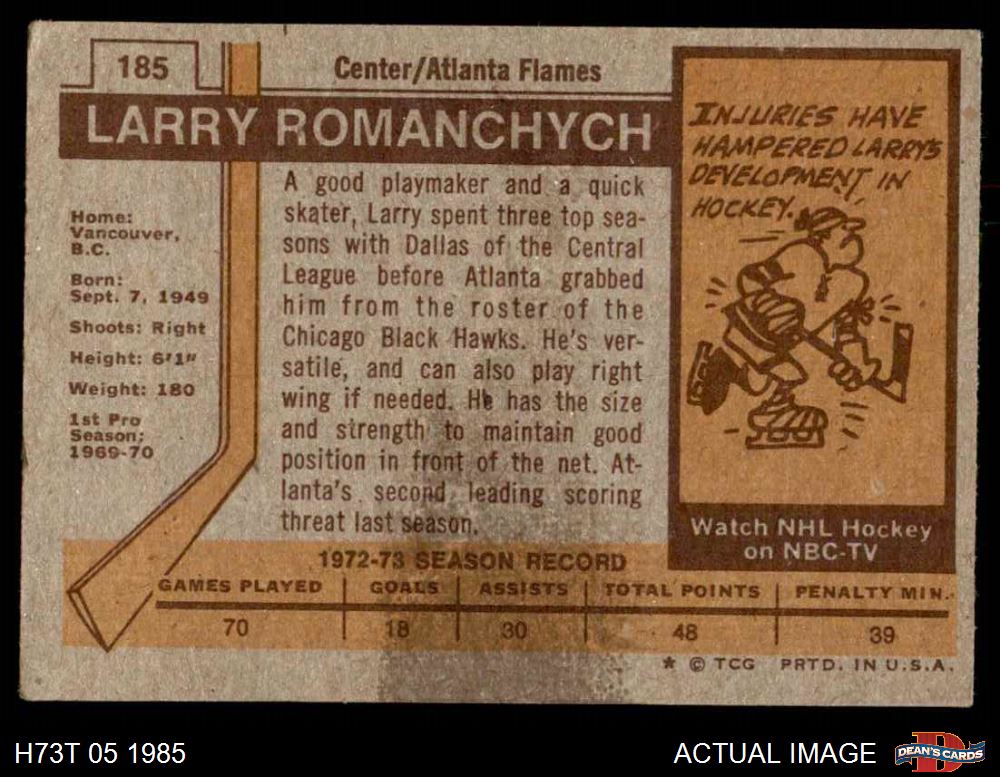 185
Center/Atlanta Flames
LARRY ROMANCHYCH
Home:
Vancouver,
B.C.
Born:
Sept. 7, 1949
Shoots: Right
Height: 6'1"
Weight: 180
1st Pro
Season:
1969-70
A good playmaker and a quick
skater, Larry spent three top sea-
sons with Dallas of the Central
League before Atlanta grabbed
him from the roster of the
Chicago Black Hawks. He's ver-
satile, and can also play right
wing if needed. He has the size
and strength to maintain good
position in front of the net. At-
lanta's second leading scoring
threat last season.
INJURIES HAVE
HAMPERED LARRY'S
DEVELOPMENT IN
HOCKEY.
Watch NHL Hockey
on NBC-TV
1972-73 SEASON RECORD
GAMES PLAYED GOALS ASSISTS TOTAL POINTS PENALTY MIN.
70 18 30 48 39
* © TCG PRTD. IN U.S.A.
H73T 05 1985
ACTUAL IMAGE
D
DEAN'S CARDS